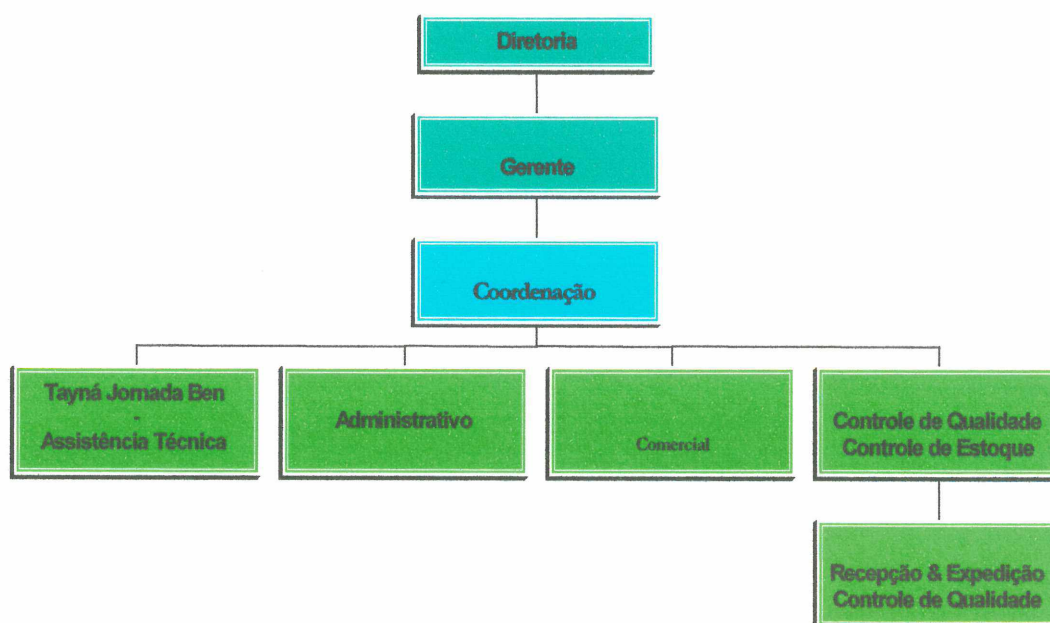 Diretoria
Gerente
Coordenação
Tayná Jornada Ben
-
Assistência Técnica
Administrativo
Comercial
Controle de Qualidade
Controle de Estoque
Recepção & Expedição
Controle de Qualidade